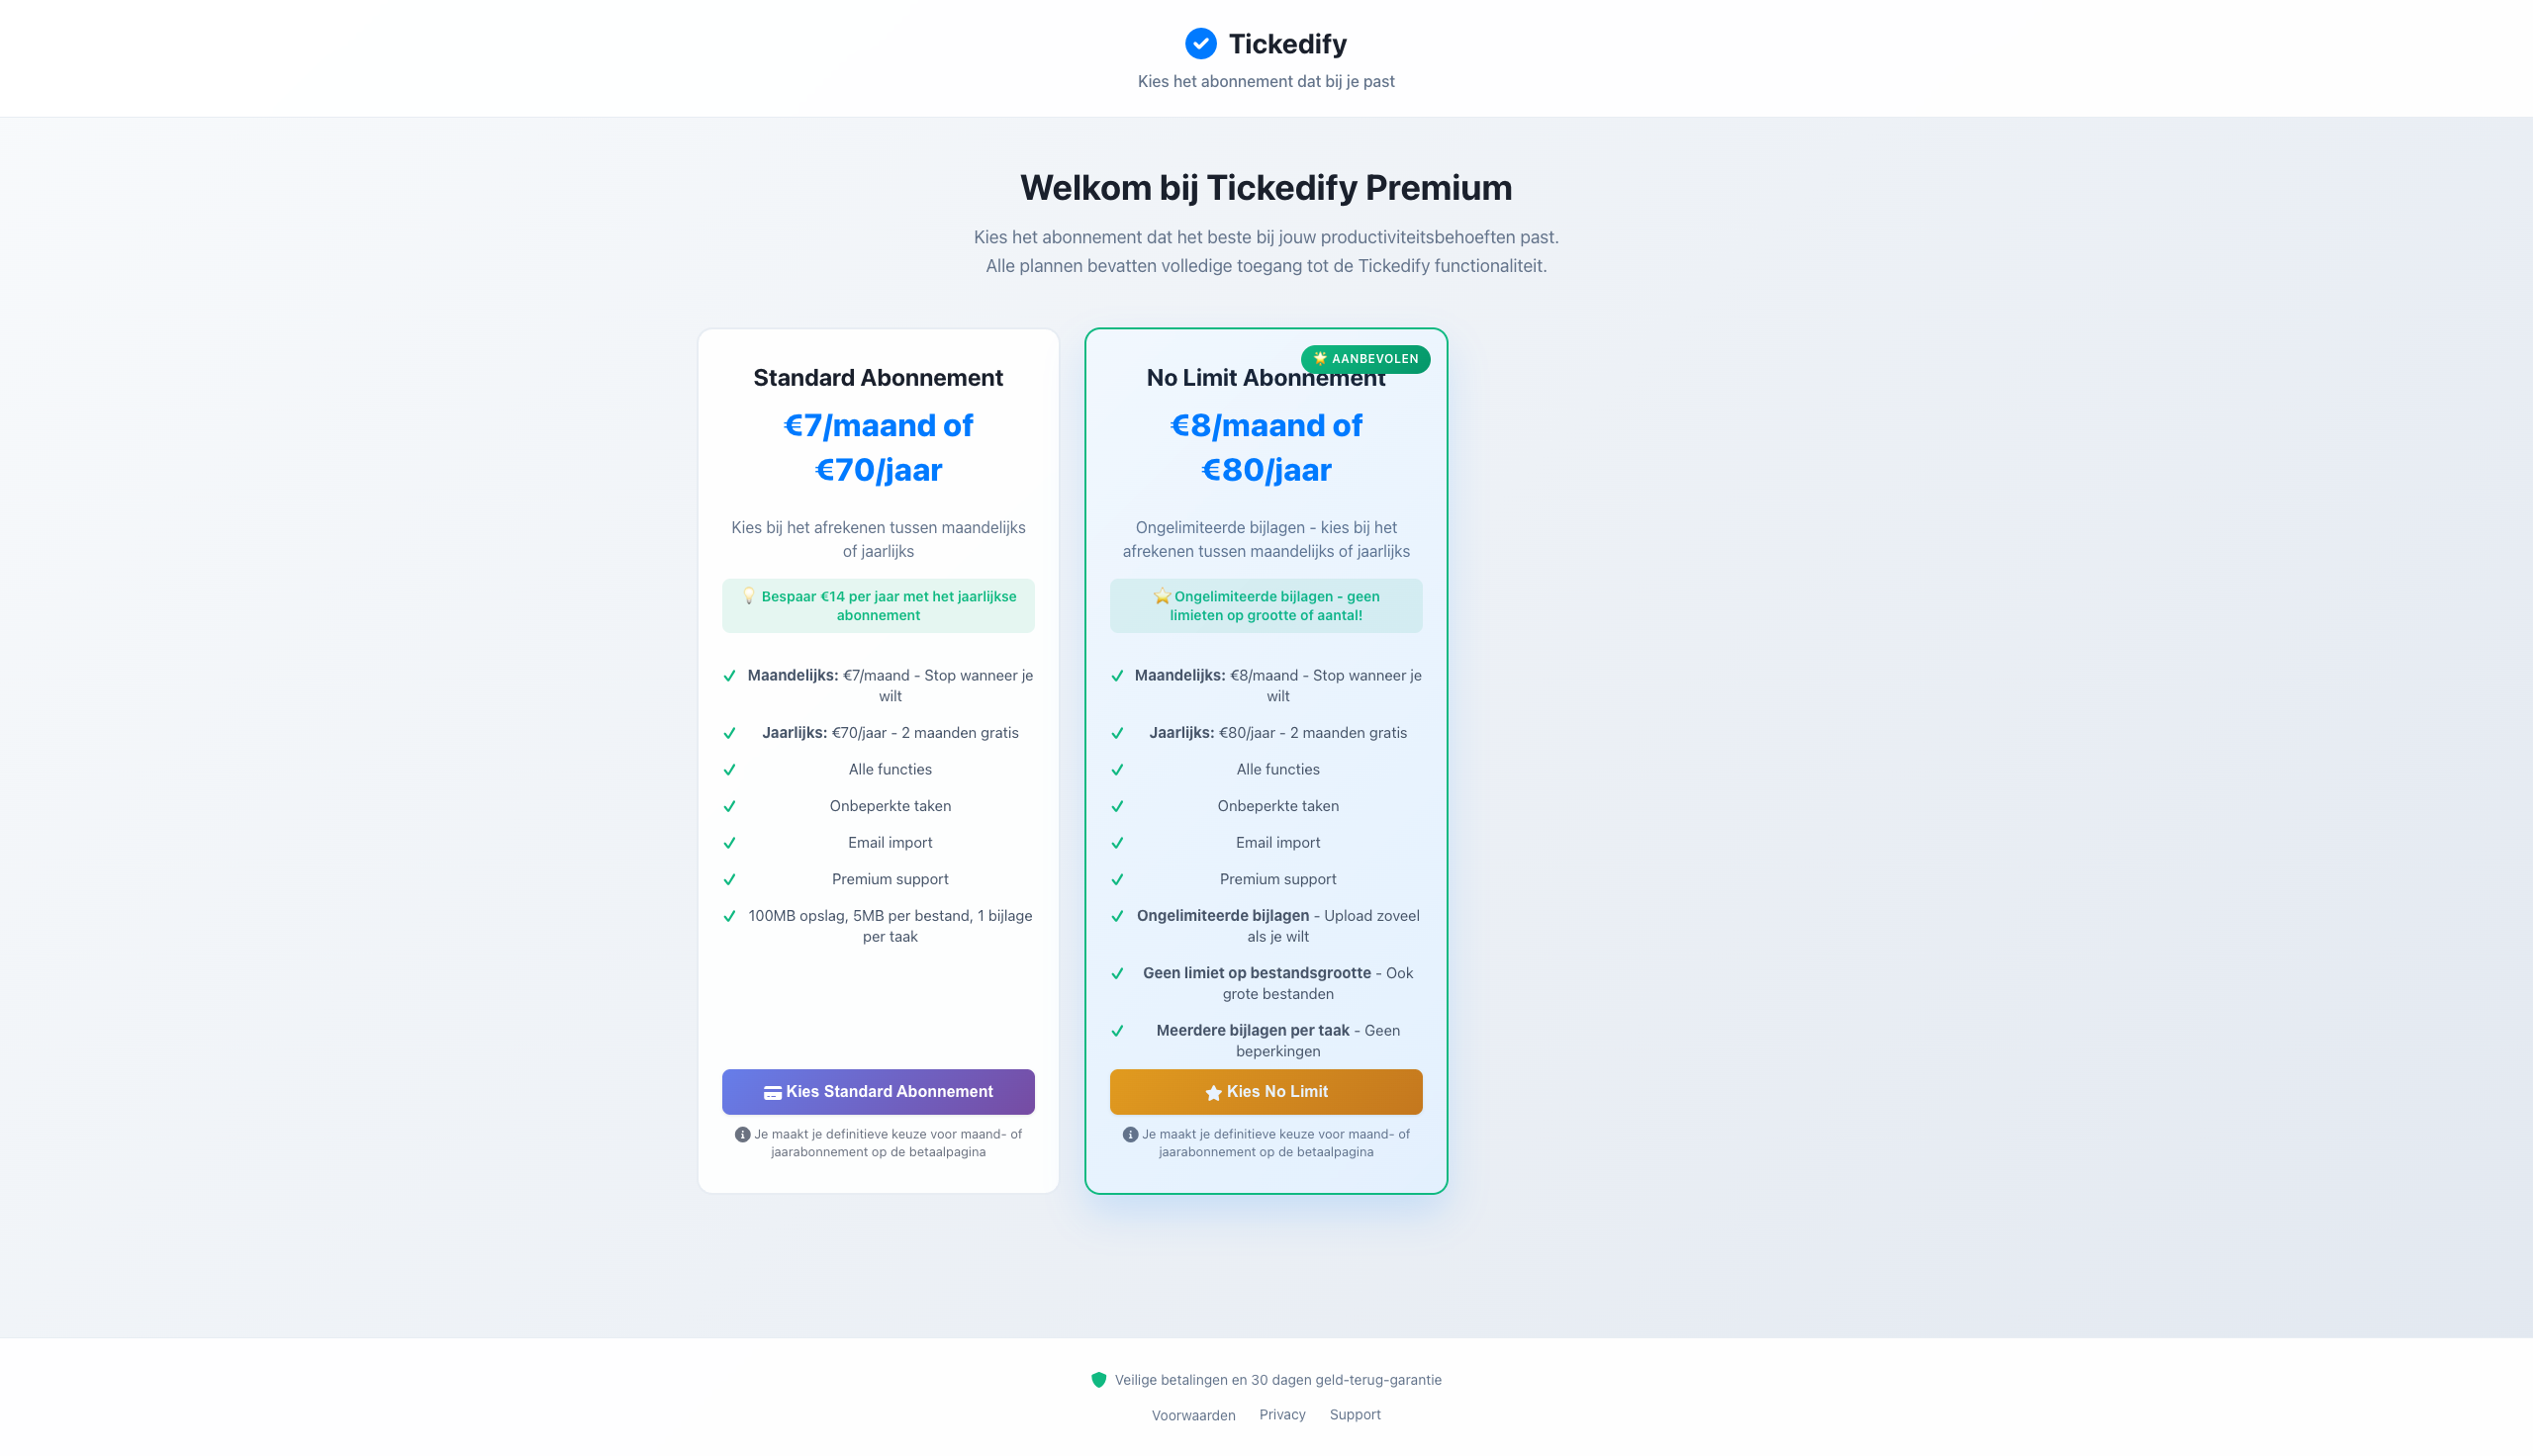 Tickedify
Kies het abonnement dat bij je past
Welkom bij Tickedify Premium
Kies het abonnement dat het beste bij jouw productiviteitsbehoeften past.
Alle plannen bevatten volledige toegang tot de Tickedify functionaliteit.
Standard Abonnement
€7/maand of
€70/jaar
Kies bij het afrekenen tussen maandelijks
of jaarlijks
Bespaar €14 per jaar met het jaarlijkse
abonnement
Maandelijks: €7/maand - Stop wanneer je
wilt
Jaarlijks: €70/jaar - 2 maanden gratis
Alle functies
Onbeperkte taken
Email import
Premium support
100MB opslag, 5MB per bestand, 1 bijlage
per taak
Kies Standard Abonnement
Je maakt je definitieve keuze voor maand- of
jaarabonnement op de betaalpagina
AANBEVOLEN
No Limit Abonnement
€8/maand of
€80/jaar
Ongelimiteerde bijlagen - kies bij het
afrekenen tussen maandelijks of jaarlijks
Ongelimiteerde bijlagen - geen
limieten op grootte of aantal!
Maandelijks: €8/maand - Stop wanneer je
wilt
Jaarlijks: €80/jaar - 2 maanden gratis
Alle functies
Onbeperkte taken
Email import
Premium support
Ongelimiteerde bijlagen - Upload zoveel
als je wilt
Geen limiet op bestandsgrootte - Ook
grote bestanden
Meerdere bijlagen per taak - Geen
beperkingen
Kies No Limit
Je maakt je definitieve keuze voor maand- of
jaarabonnement op de betaalpagina
Veilige betalingen en 30 dagen geld-terug-garantie
Voorwaarden Privacy Support